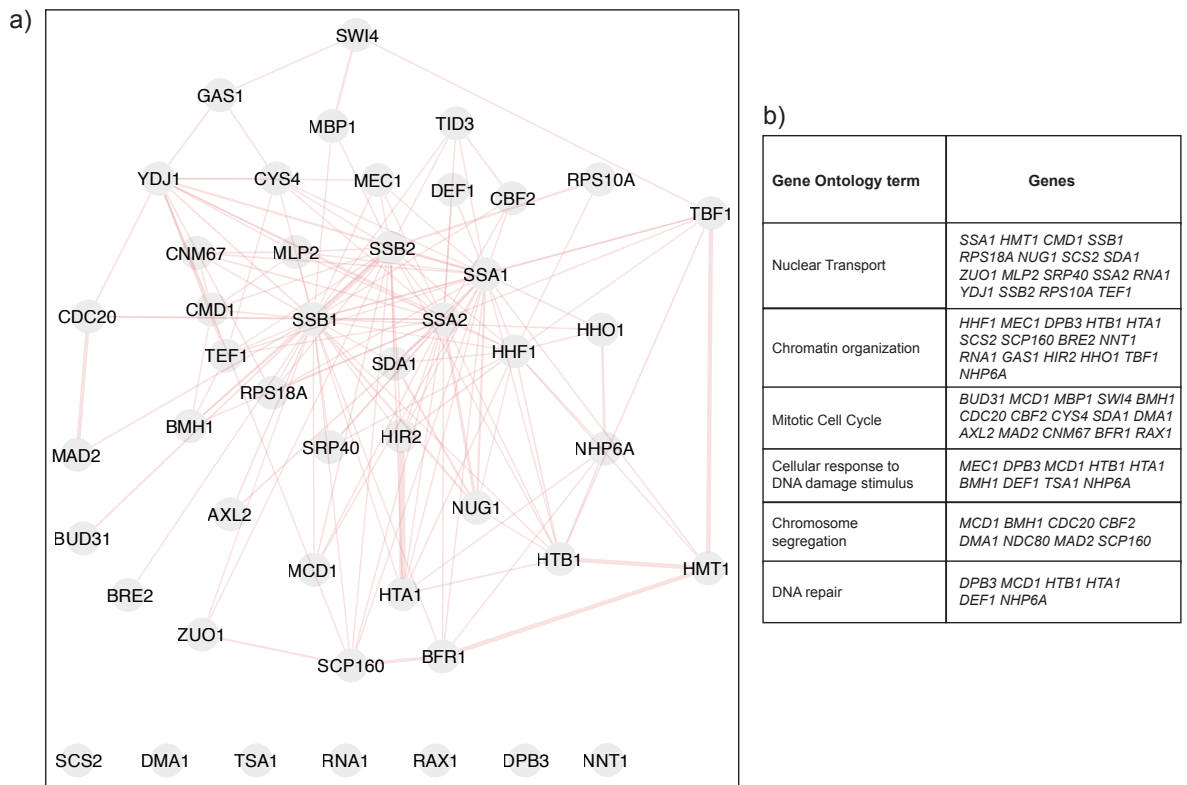 a)
SWI4
GAS1
MBP1
TID3
YDJ1
CYS4
MEC1
DEF1
CBF2
RPS10A
TBF1
CNM67
MLP2
SSB2
SSA1
CDC20
CMD1
SSB1
SSA2
HHO1
TEF1
SDA1
HHF1
RPS18A
BMH1
MAD2
SRP40
HIR2
NHP6A
AXL2
NUG1
BUD31
MCD1
HTB1
HMT1
BRE2
HTA1
ZUO1
SCP160
BFR1
SCS2
DMA1
TSA1
RNA1
RAX1
DPB3
NNT1
b)
Gene Ontology term
Genes
Nuclear Transport
SSA1 HMT1 CMD1 SSB1
RPS18A NUG1 SCS2 SDA1
ZUO1 MLP2 SRP40 SSA2 RNA1
YDJ1 SSB2 RPS10A TEF1
Chromatin organization
HHF1 MEC1 DPB3 HTB1 HTA1
SCS2 SCP160 BRE2 NNT1
RNA1 GAS1 HIR2 HHO1 TBF1
NHP6A
Mitotic Cell Cycle
BUD31 MCD1 MBP1 SWI4 BMH1
CDC20 CBF2 CYS4 SDA1 DMA1
AXL2 MAD2 CNM67 BFR1 RAX1
Cellular response to
DNA damage stimulus
MEC1 DPB3 MCD1 HTB1 HTA1
BMH1 DEF1 TSA1 NHP6A
Chromosome
segregation
MCD1 BMH1 CDC20 CBF2
DMA1 NDC80 MAD2 SCP160
DNA repair
DPB3 MCD1 HTB1 HTA1
DEF1 NHP6A